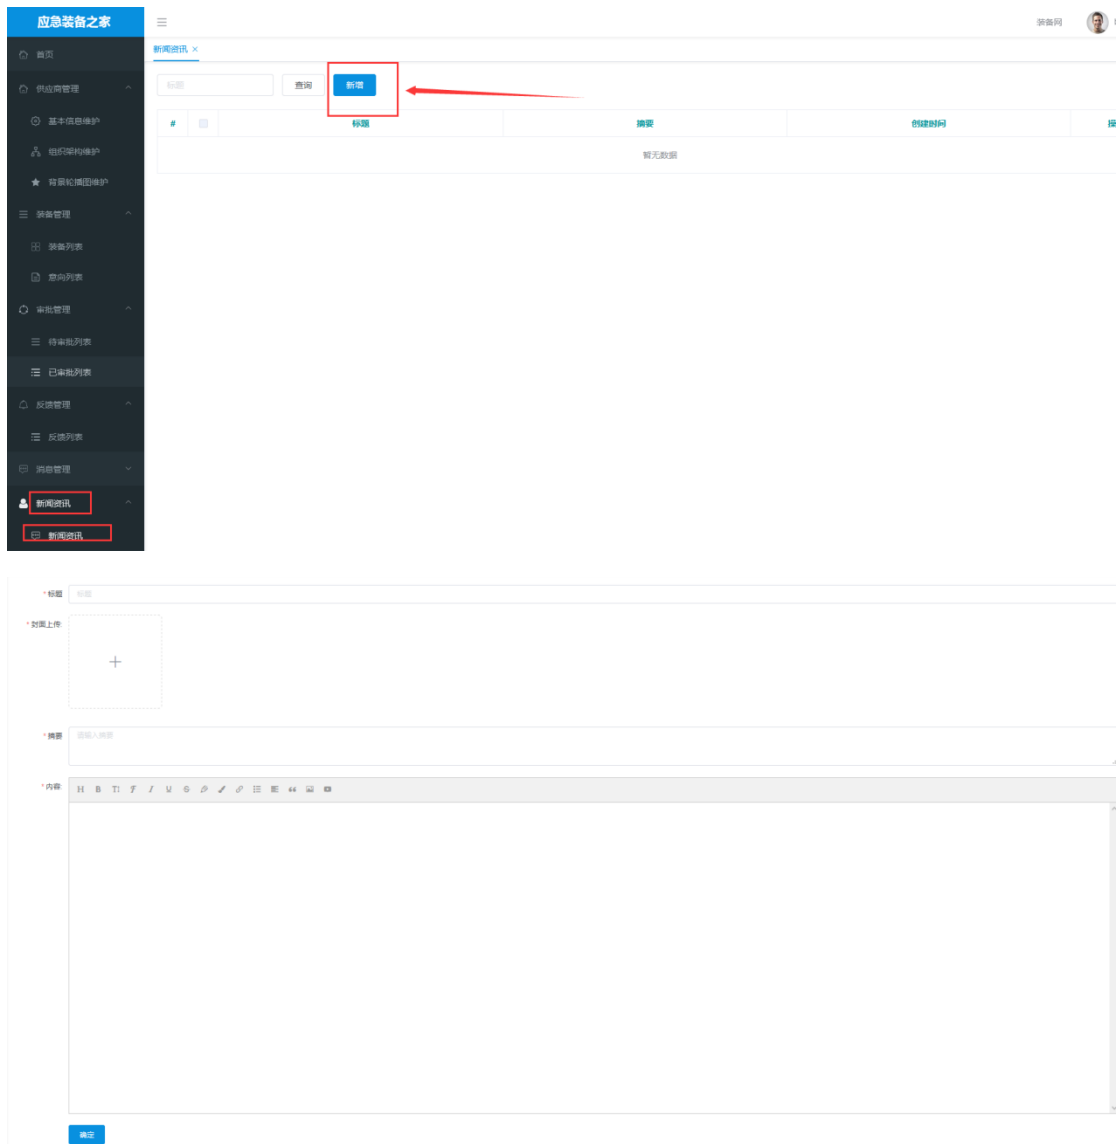 应急装备之家
装备网
首页
供应商管理
基本信息维护
组织架构维护
背景轮播图维护
装备管理
装备列表
意向列表
审批管理
待审批列表
已审批列表
反馈管理
反馈列表
消息管理
新闻资讯
新闻资讯
新闻资讯 ×
标题 查询 新增
# 标题 摘要 创建时间
暂无数据
* 标题 标题
* 封面上传:
* 摘要 请输入摘要
* 内容:
确定